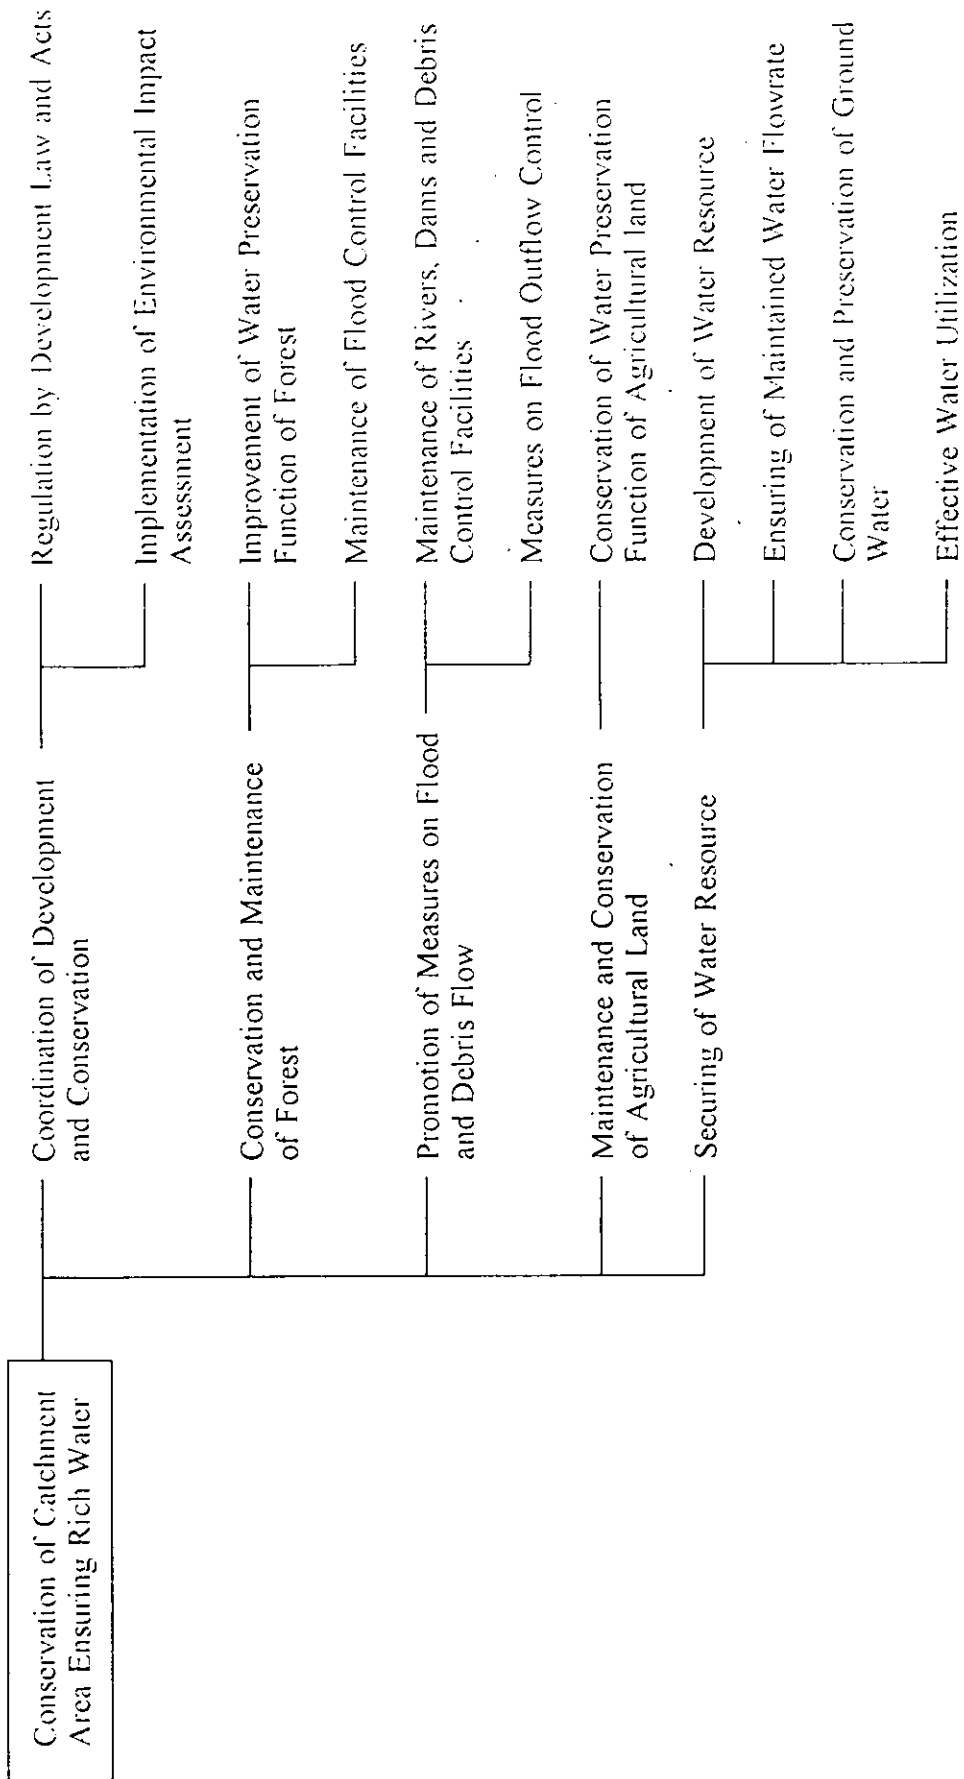 Conservation of Catchment
Area Ensuring Rich Water
Coordination of Development
and Conservation
Regulation by Development Law and Acts
Implementation of Environmental Impact
Assessment
Conservation and Maintenance
of Forest
Improvement of Water Preservation
Function of Forest
Maintenance of Flood Control Facilities
Promotion of Measures on Flood
and Debris Flow
Maintenance of Rivers, Dams and Debris
Control Facilities
Measures on Flood Outflow Control
Maintenance and Conservation
of Agricultural Land
Conservation of Water Preservation
Function of Agricultural land
Securing of Water Resource
Development of Water Resource
Ensuring of Maintained Water Flowrate
Conservation and Preservation of Ground
Water
Effective Water Utilization